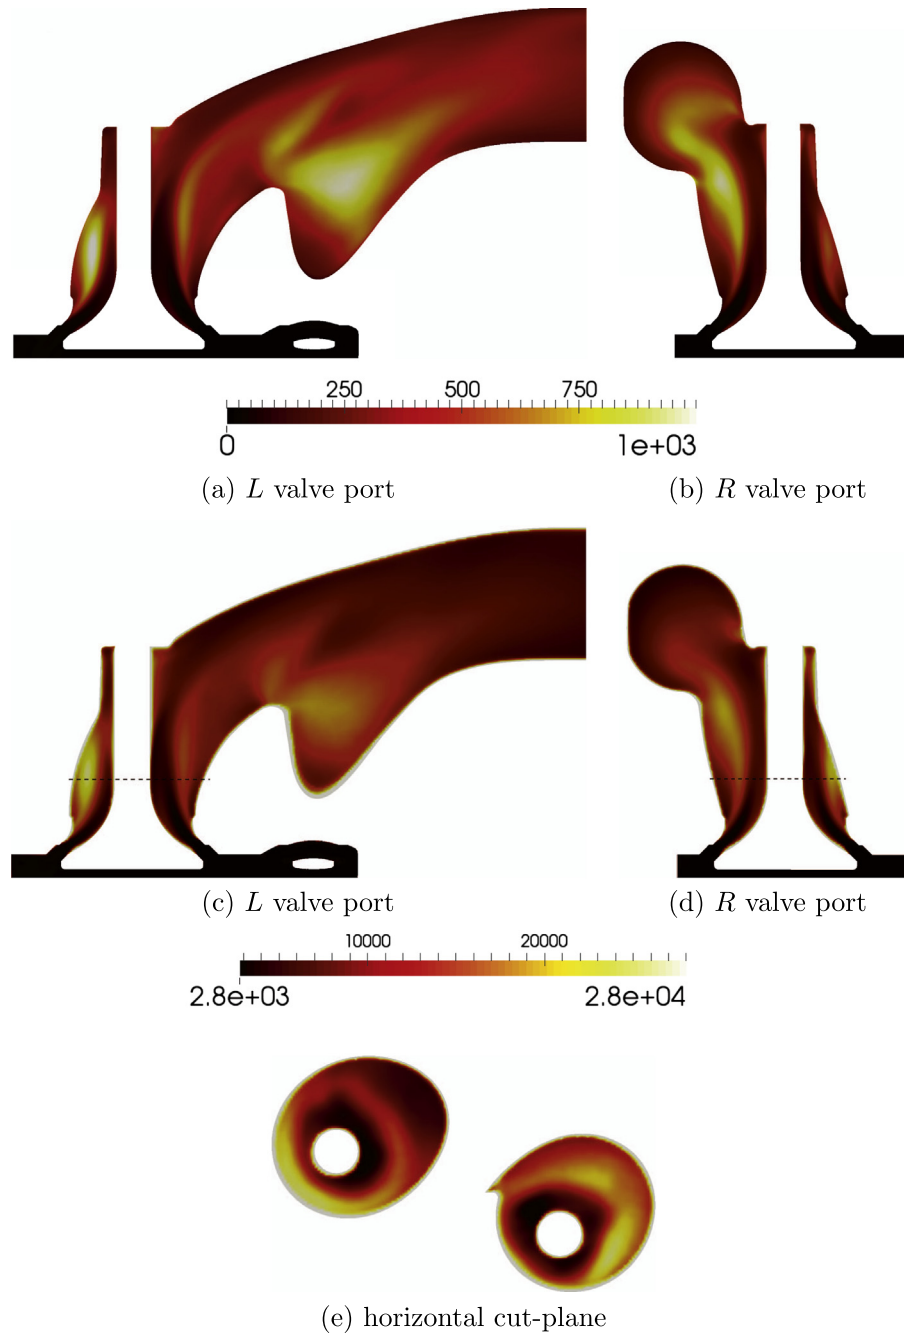 250 500 750
0 1e+03
(a) L valve port (b) R valve port
(c) L valve port (d) R valve port
10000 20000
2.8e+03 2.8e+04
(e) horizontal cut-plane